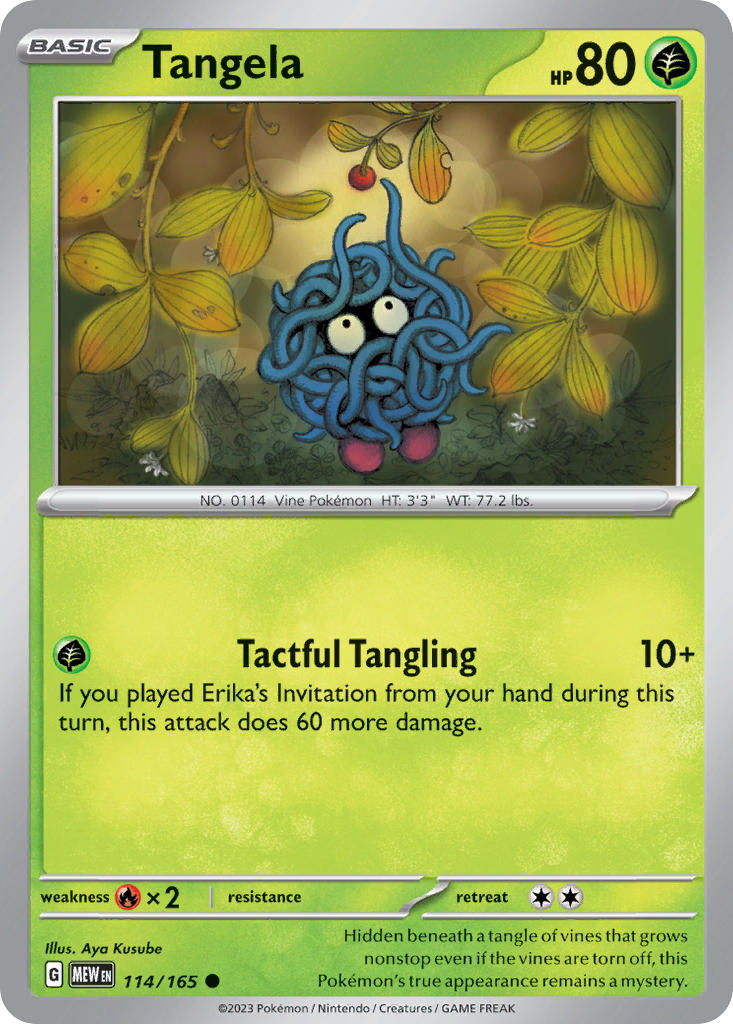 BASIC
Tangela
HP 80
NO. 0114 Vine Pokémon HT: 3'3" WT: 77.2 lbs.
Tactful Tangling 10+
If you played Erika's Invitation from your hand during this
turn, this attack does 60 more damage.
weakness ×2 resistance retreat
Illus. Aya Kusube
Hidden beneath a tangle of vines that grows
nonstop even if the vines are torn off, this
Pokémon's true appearance remains a mystery.
G MEW EN 114/165
©2023 Pokémon / Nintendo / Creatures / GAME FREAK